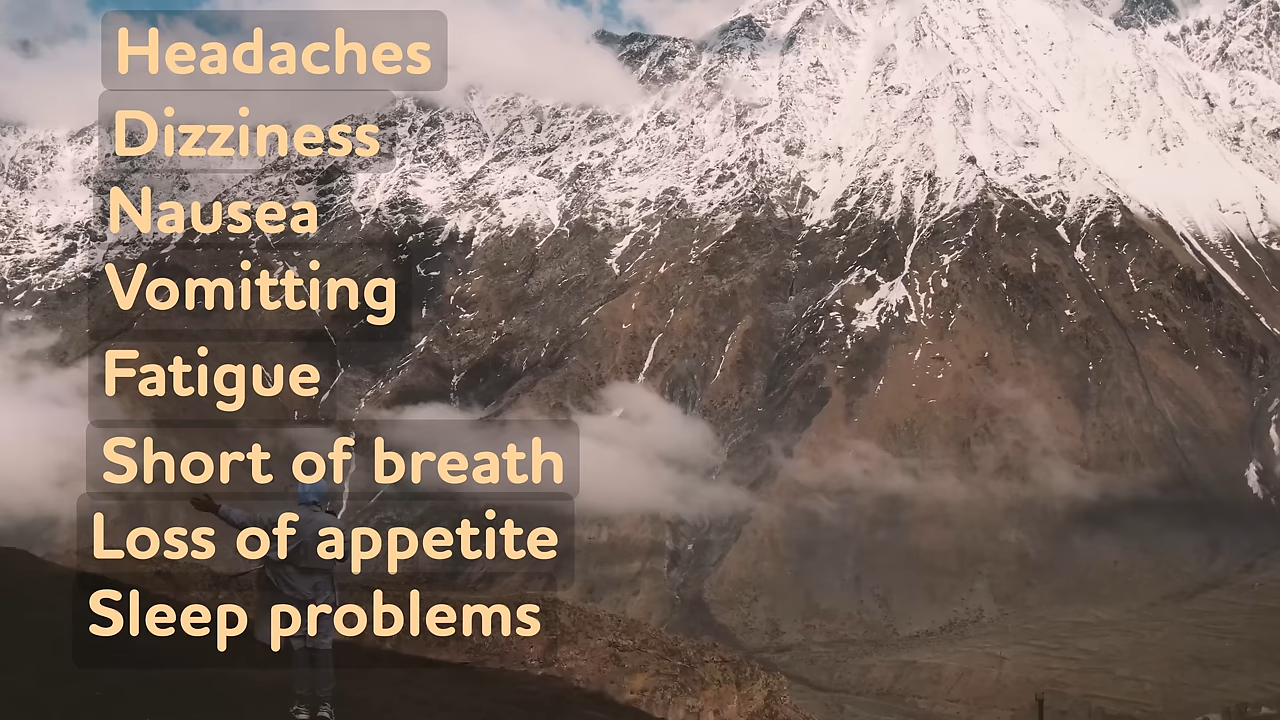 Headaches
Dizziness
Nausea
Vomitting
Fatigue
Short of breath
Loss of appetite
Sleep problems